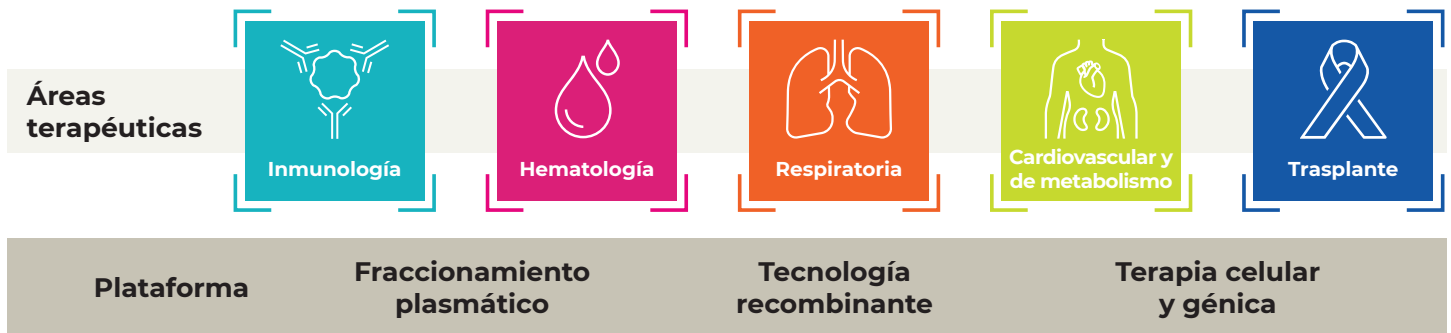 Áreas
terapéuticas
Inmunología
Hematología
Respiratoria
Cardiovascular y
de metabolismo
Trasplante
Plataforma
Fraccionamiento
plasmático
Tecnología
recombinante
Terapia celular
y génica